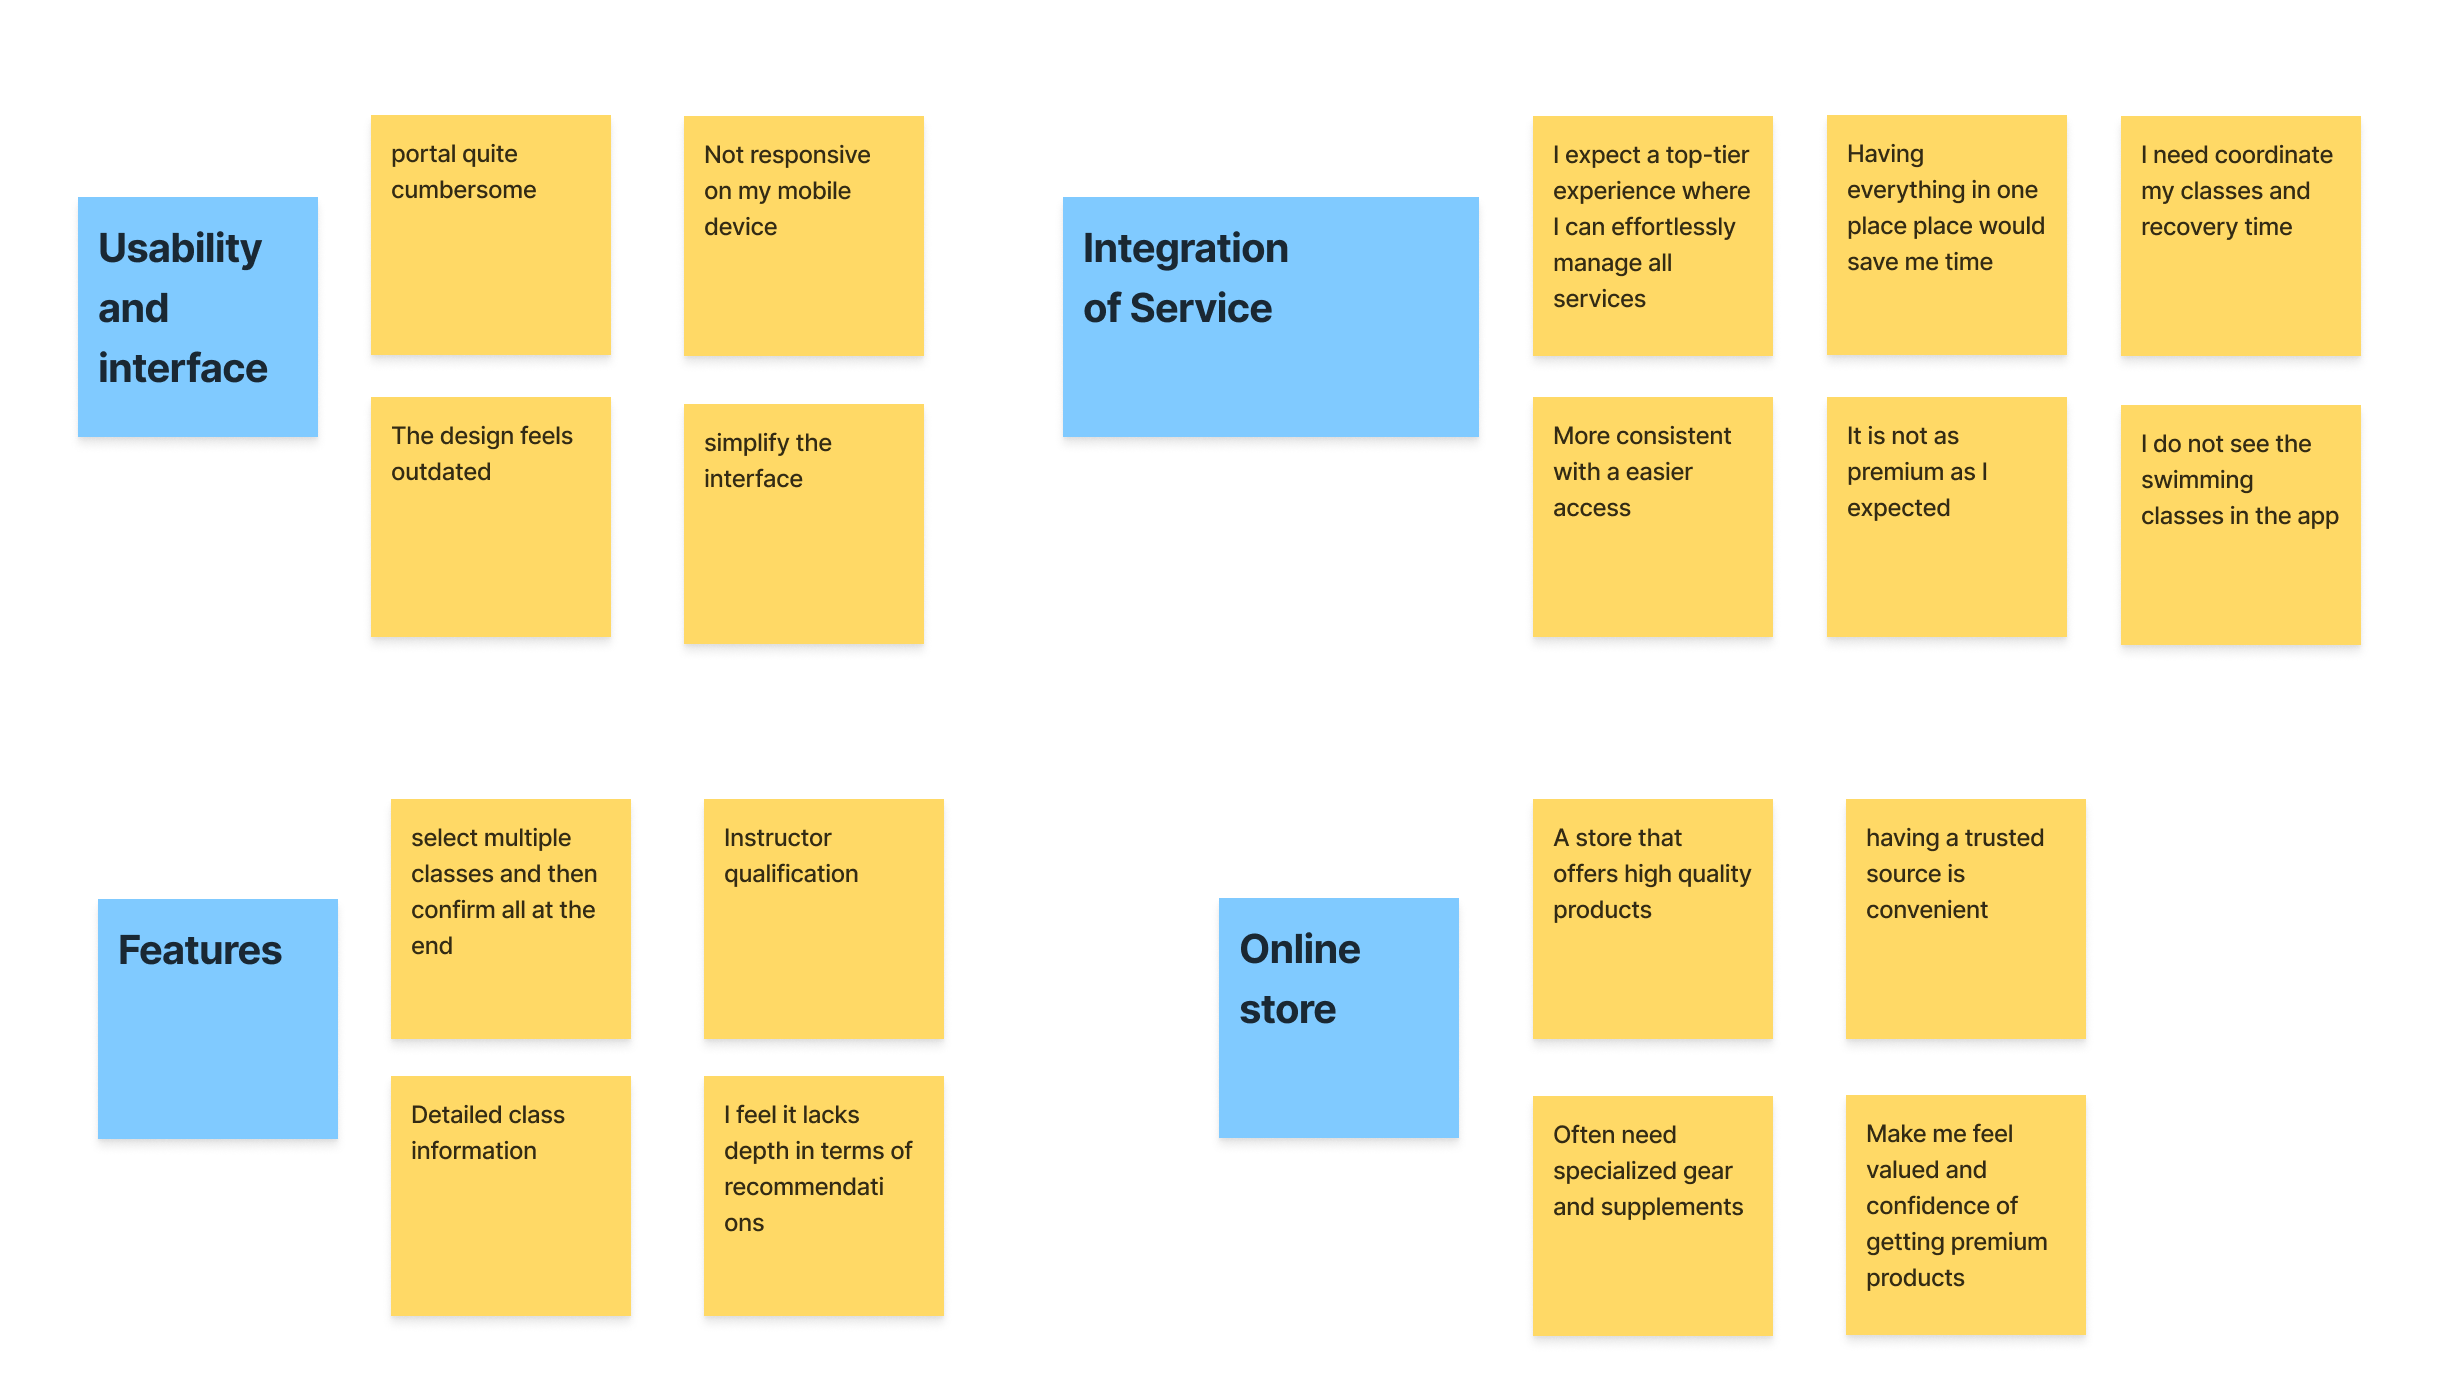 Usability
and
interface
portal quite
cumbersome
Not responsive
on my mobile
device
The design feels
outdated
simplify the
interface
Integration
of Service
I expect a top-tier
experience where
I can effortlessly
manage all
services
Having
everything in one
place place would
save me time
I need coordinate
my classes and
recovery time
More consistent
with a easier
access
It is not as
premium as I
expected
I do not see the
swimming
classes in the app
Features
select multiple
classes and then
confirm all at the
end
Instructor
qualification
Detailed class
information
I feel it lacks
depth in terms of
recommendati
ons
Online
store
A store that
offers high quality
products
having a trusted
source is
convenient
Often need
specialized gear
and supplements
Make me feel
valued and
confidence of
getting premium
products